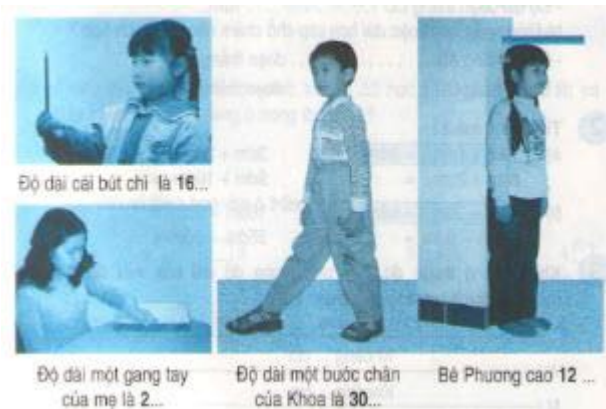 Độ dài cái bút chì là 16...
Độ dài một gang tay
của mẹ là 2...
Độ dài một bước chân
của Khoa là 30...
Bé Phương cao 12 ...